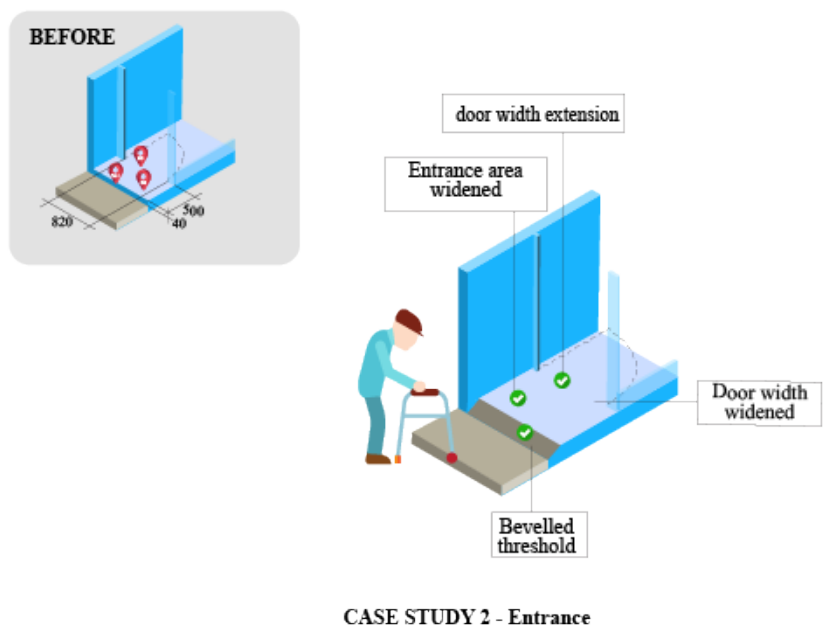 BEFORE
820
40
500
door width extension
Entrance area
widened
Door width
widened
Bevelled
threshold
CASE STUDY 2 - Entrance